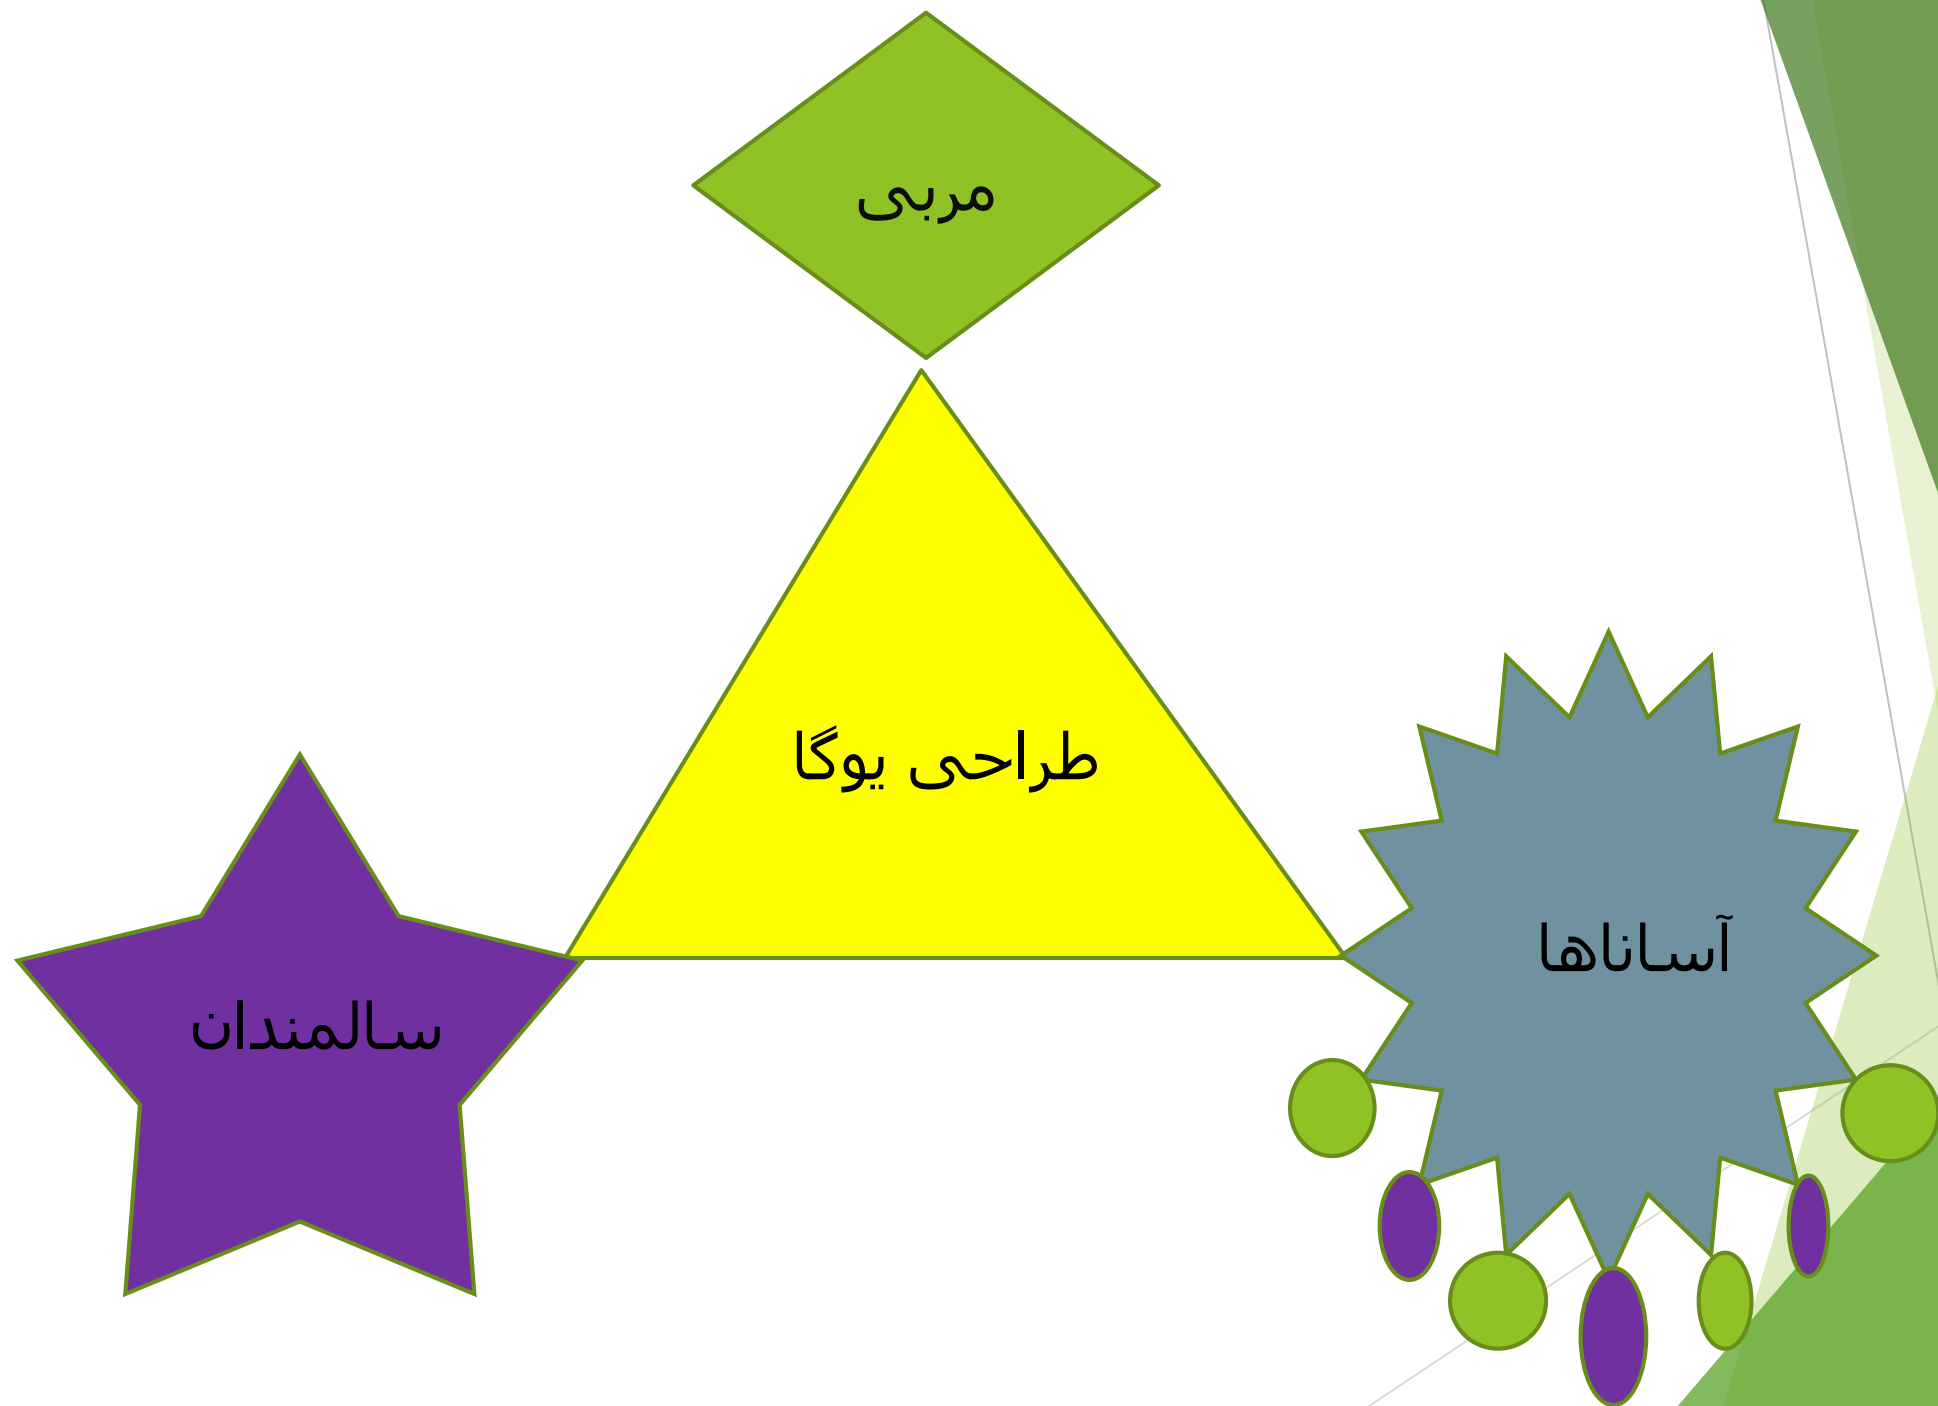 مربی
طراحی یوگا
آساناها
سالمندان